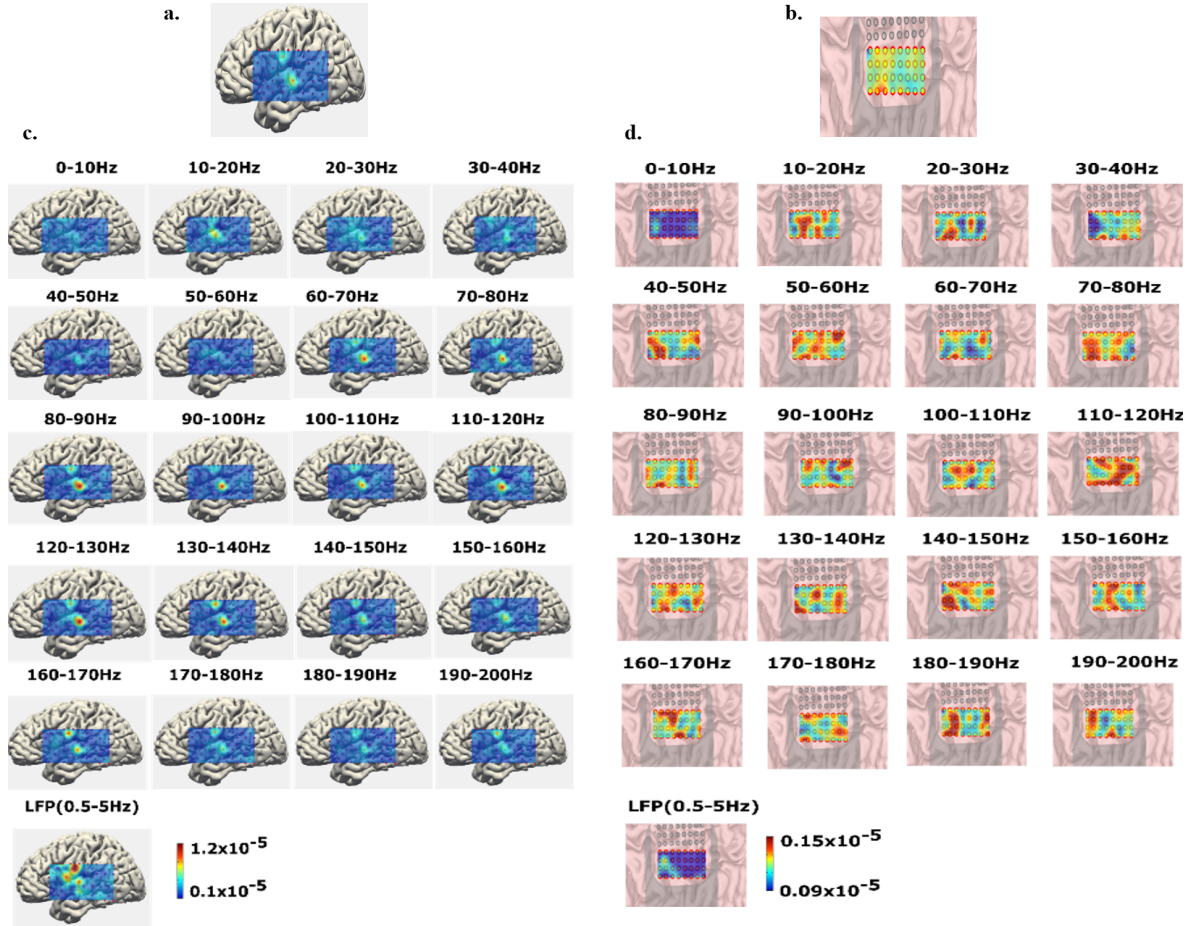 a.
b.
c.
d.
0-10Hz 10-20Hz 20-30Hz 30-40Hz
40-50Hz 50-60Hz 60-70Hz 70-80Hz
80-90Hz 90-100Hz 100-110Hz 110-120Hz
120-130Hz 130-140Hz 140-150Hz 150-160Hz
160-170Hz 170-180Hz 180-190Hz 190-200Hz
LFP(0.5-5Hz)
1.2x10⁻⁵
0.1x10⁻⁵
0-10Hz 10-20Hz 20-30Hz 30-40Hz
40-50Hz 50-60Hz 60-70Hz 70-80Hz
80-90Hz 90-100Hz 100-110Hz 110-120Hz
120-130Hz 130-140Hz 140-150Hz 150-160Hz
160-170Hz 170-180Hz 180-190Hz 190-200Hz
LFP(0.5-5Hz)
0.15x10⁻⁵
0.09x10⁻⁵